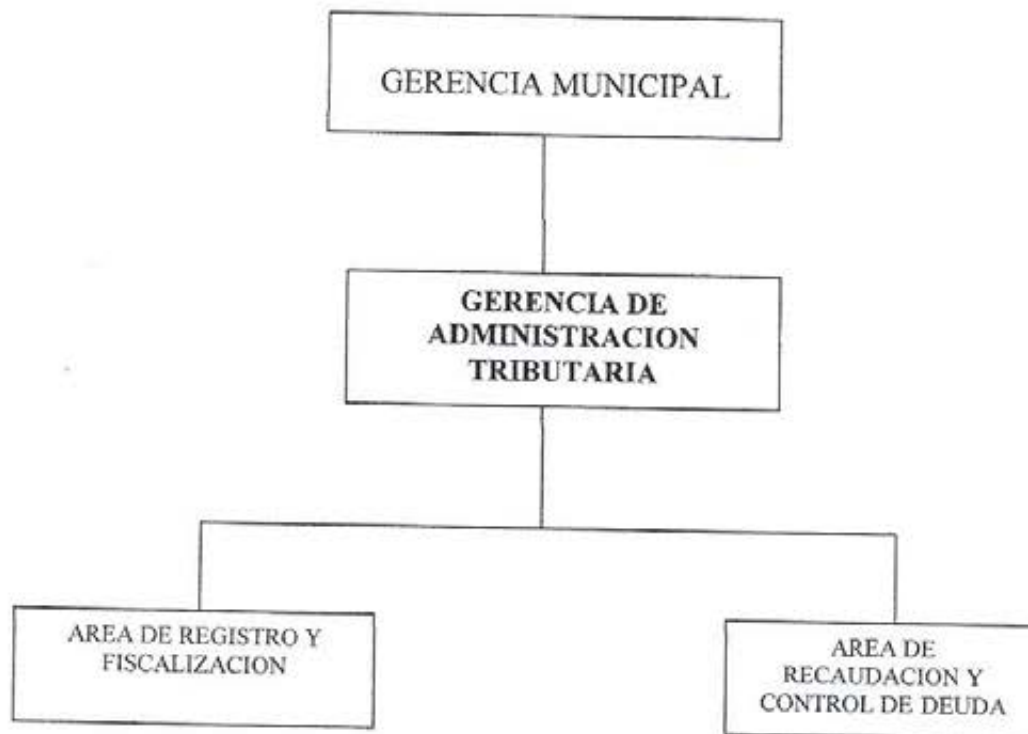 GERENCIA MUNICIPAL
GERENCIA DE
ADMINISTRACION
TRIBUTARIA
AREA DE REGISTRO Y
FISCALIZACION
AREA DE
RECAUDACION Y
CONTROL DE DEUDA